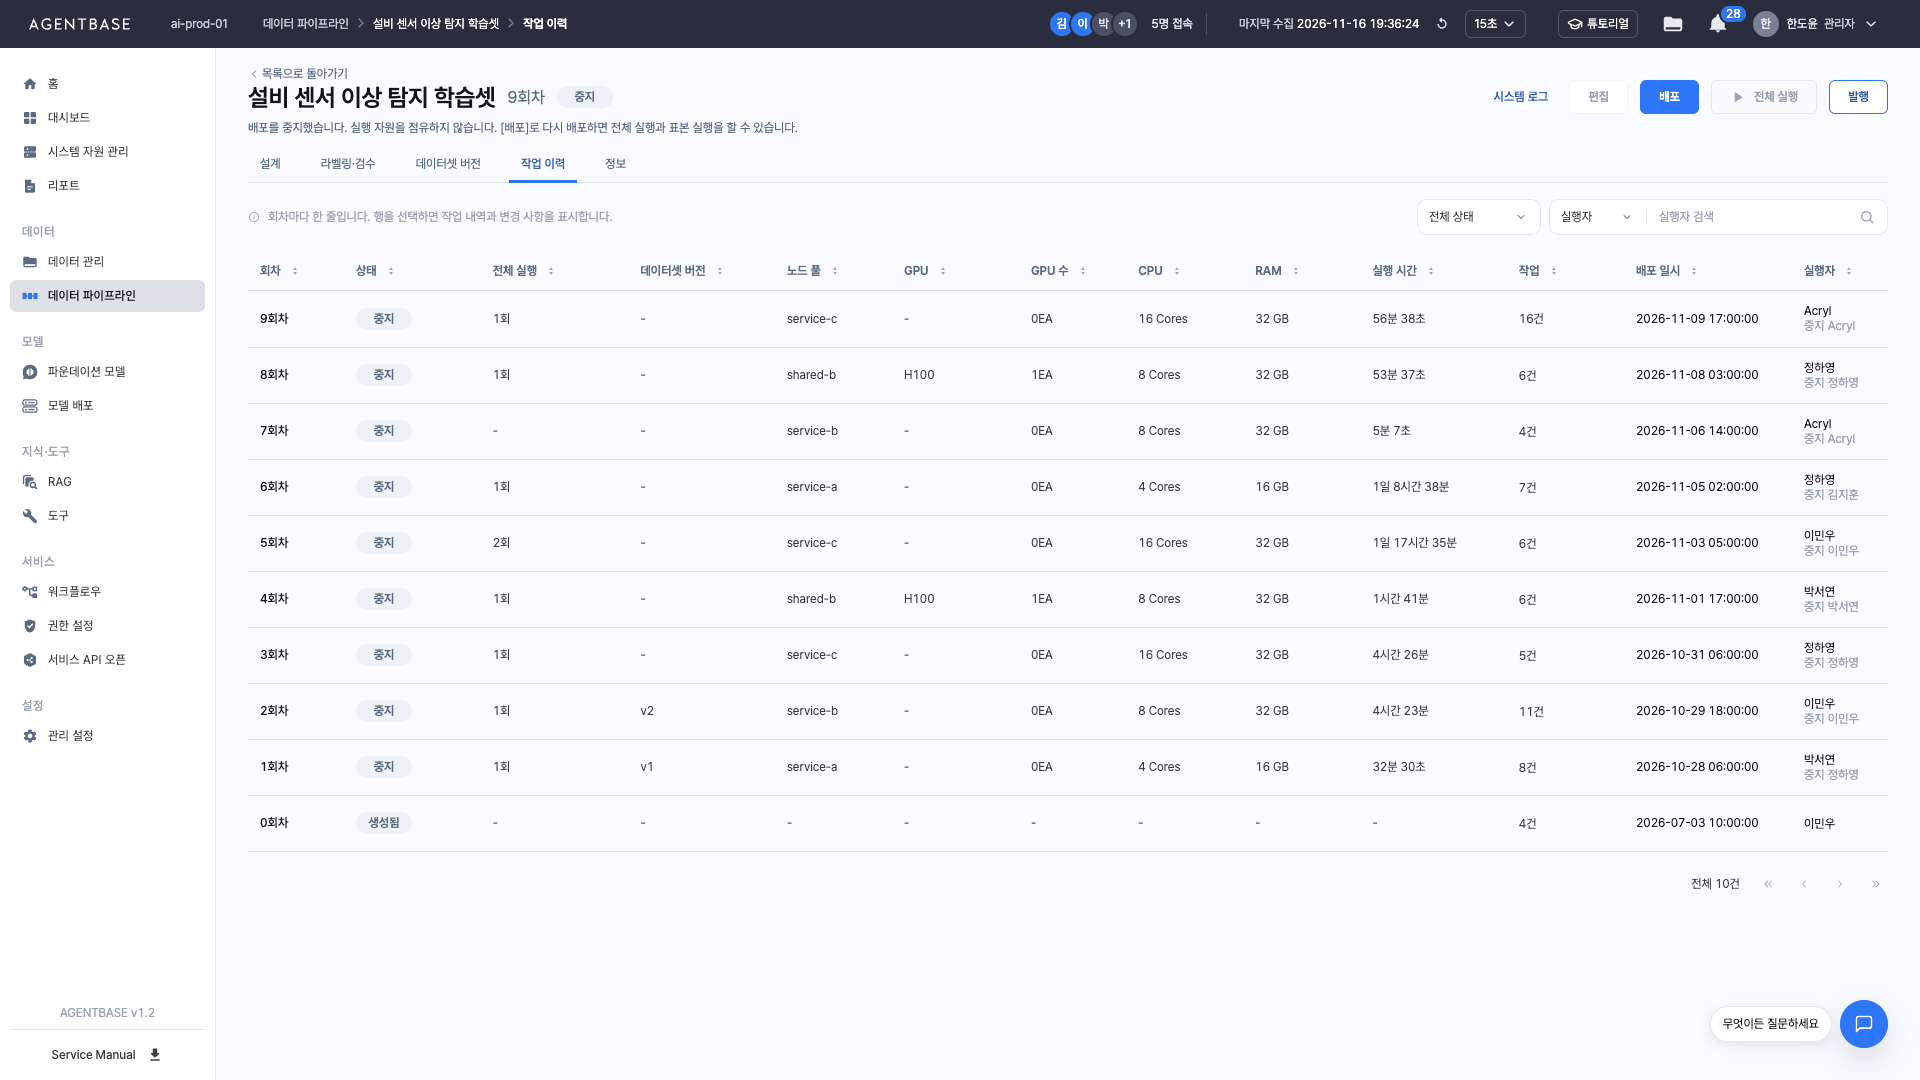 AGENTBASE
ai-prod-01
데이터 파이프라인 > 설비 센서 이상 탐지 학습셋 > 작업 이력
김 이 박 +1 5명 접속
마지막 수집 2026-11-16 19:36:24
15초
튜토리얼
28
한 한도윤 관리자
홈
대시보드
시스템 자원 관리
리포트
데이터
데이터 관리
데이터 파이프라인
모델
파운데이션 모델
모델 배포
지식·도구
RAG
도구
서비스
워크플로우
권한 설정
서비스 API 오픈
설정
관리 설정
AGENTBASE v1.2
Service Manual
목록으로 돌아가기
설비 센서 이상 탐지 학습셋 9회차 중지
배포를 중지했습니다. 실행 자원을 점유하지 않습니다. [배포]로 다시 배포하면 전체 실행과 표본 실행을 할 수 있습니다.
시스템 로그 편집 배포 전체 실행 발행
설계 라벨링·검수 데이터셋 버전 작업 이력 정보
회차마다 한 줄입니다. 행을 선택하면 작업 내역과 변경 사항을 표시합니다.
전체 상태 실행자 실행자 검색
회차 상태 전체 실행 데이터셋 버전 노드 풀 GPU GPU 수 CPU RAM 실행 시간 작업 배포 일시 실행자
9회차 중지 1회 - service-c - 0EA 16 Cores 32 GB 56분 38초 16건 2026-11-09 17:00:00 Acryl
중지 Acryl
8회차 중지 1회 - shared-b H100 1EA 8 Cores 32 GB 53분 37초 6건 2026-11-08 03:00:00 정하영
중지 정하영
7회차 중지 - - service-b - 0EA 8 Cores 32 GB 5분 7초 4건 2026-11-06 14:00:00 Acryl
중지 Acryl
6회차 중지 1회 - service-a - 0EA 4 Cores 16 GB 1일 8시간 38분 7건 2026-11-05 02:00:00 정하영
중지 김지훈
5회차 중지 2회 - service-c - 0EA 16 Cores 32 GB 1일 17시간 35분 6건 2026-11-03 05:00:00 이민우
중지 이민우
4회차 중지 1회 - shared-b H100 1EA 8 Cores 32 GB 1시간 41분 6건 2026-11-01 17:00:00 박서연
중지 박서연
3회차 중지 1회 - service-c - 0EA 16 Cores 32 GB 4시간 26분 5건 2026-10-31 06:00:00 정하영
중지 정하영
2회차 중지 1회 v2 service-b - 0EA 8 Cores 32 GB 4시간 23분 11건 2026-10-29 18:00:00 이민우
중지 이민우
1회차 중지 1회 v1 service-a - 0EA 4 Cores 16 GB 32분 30초 8건 2026-10-28 06:00:00 박서연
중지 정하영
0회차 생성됨 - - - - - - - - 4건 2026-07-03 10:00:00 이민우
전체 10건
무엇이든 질문하세요